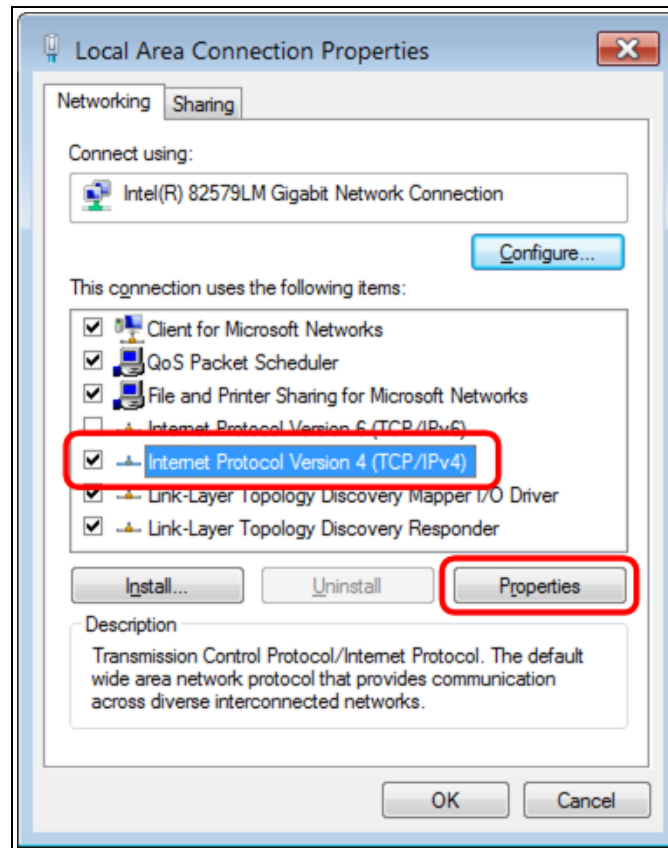 Local Area Connection Properties
Networking
Sharing
Connect using:
Intel(R) 82579LM Gigabit Network Connection
Configure...
This connection uses the following items:
Client for Microsoft Networks
QoS Packet Scheduler
File and Printer Sharing for Microsoft Networks
Internet Protocol Version 6 (TCP/IPv6)
Internet Protocol Version 4 (TCP/IPv4)
Link-Layer Topology Discovery Mapper I/O Driver
Link-Layer Topology Discovery Responder
Install...
Uninstall
Properties
Description
Transmission Control Protocol/Internet Protocol. The default
wide area network protocol that provides communication
across diverse interconnected networks.
OK
Cancel